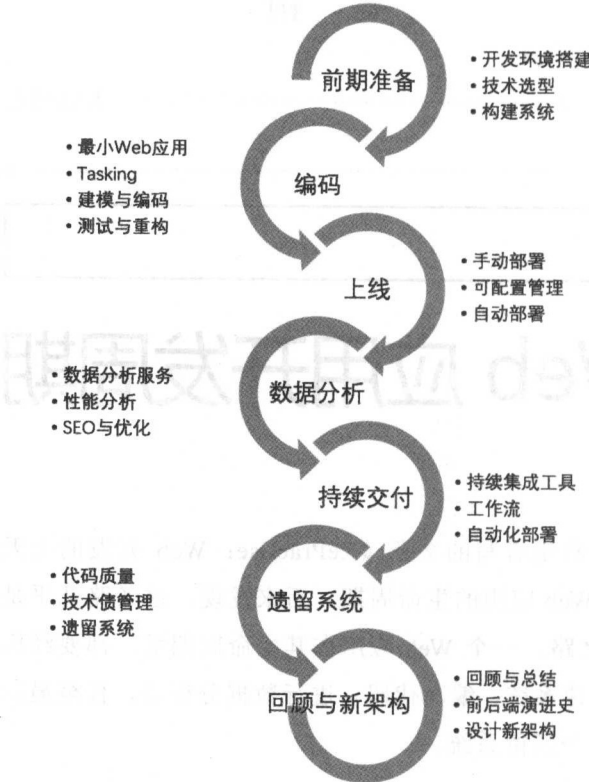 前期准备
• 开发环境搭建
• 技术选型
• 构建系统
• 最小Web应用
• Tasking
• 建模与编码
• 测试与重构
编码
上线
• 手动部署
• 可配置管理
• 自动部署
• 数据分析服务
• 性能分析
• SEO与优化
数据分析
持续交付
• 持续集成工具
• 工作流
• 自动化部署
• 代码质量
• 技术债管理
• 遗留系统
遗留系统
回顾与新架构
• 回顾与总结
• 前后端演进史
• 设计新架构